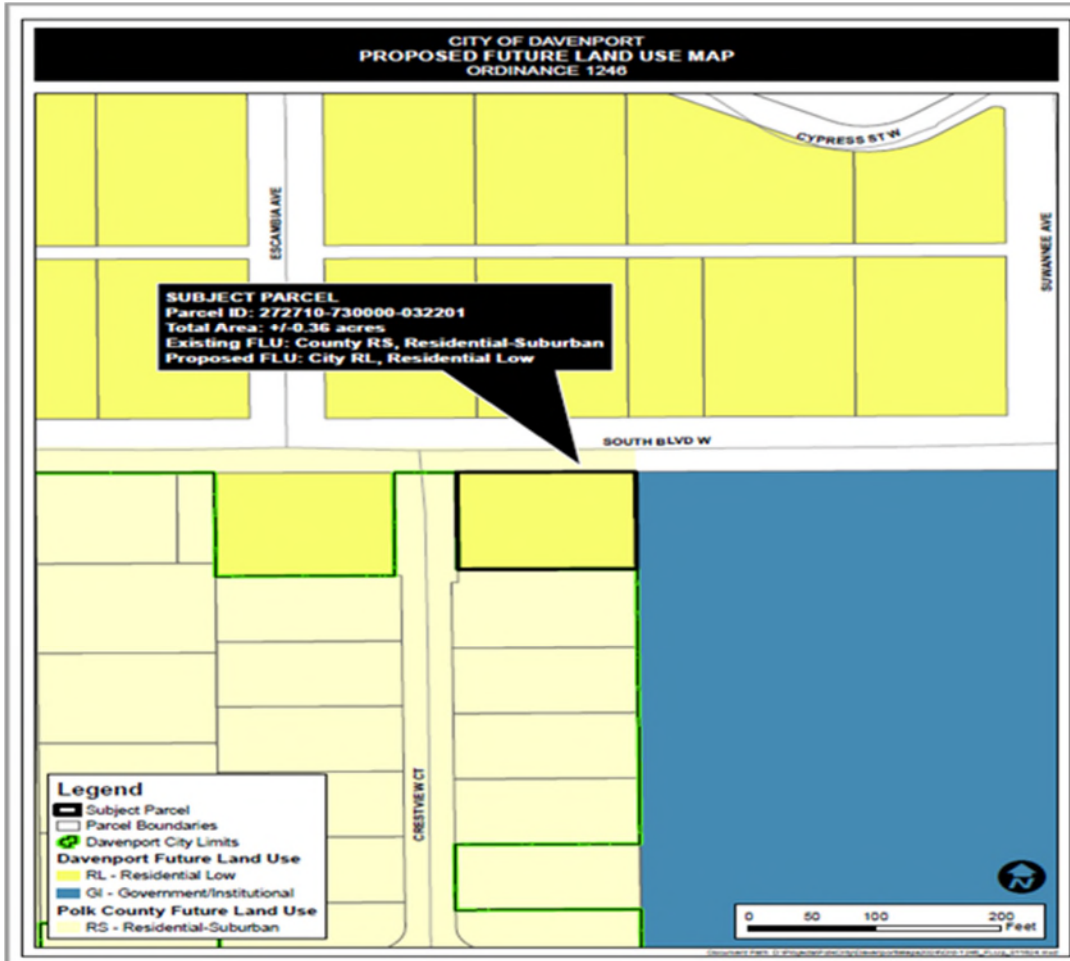 CITY OF DAVENPORT
PROPOSED FUTURE LAND USE MAP
ORDINANCE 1246
CYPRESS ST W
ESCAMBIA AVE
SUWANNEE AVE
SUBJECT PARCEL
Parcel ID: 272710-730000-032201
Total Area: +/-0.36 acres
Existing FLU: County RS, Residential-Suburban
Proposed FLU: City RL, Residential Low
SOUTH BLVD W
CRESTVIEW CT
Legend
Subject Parcel
Parcel Boundaries
Davenport City Limits
Davenport Future Land Use
RL - Residential Low
GI - Government/Institutional
Polk County Future Land Use
RS - Residential-Suburban
N
0 50 100 200
Feet
Document Path: